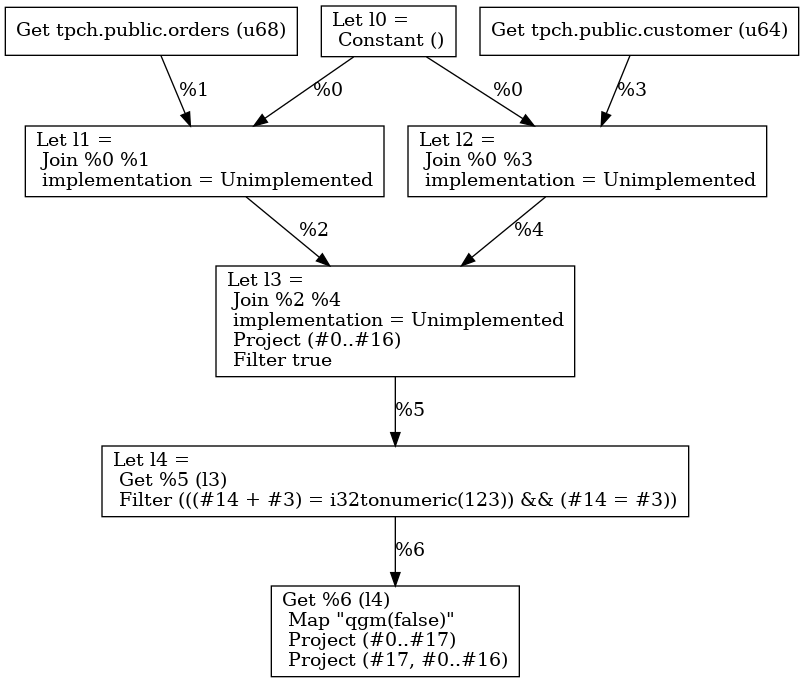 Get tpch.public.orders (u68)
Let l0 =
Constant ()
Get tpch.public.customer (u64)
%1
%0
%0
%3
Let l1 =
Join %0 %1
implementation = Unimplemented
Let l2 =
Join %0 %3
implementation = Unimplemented
%2
%4
Let l3 =
Join %2 %4
implementation = Unimplemented
Project (#0..#16)
Filter true
%5
Let l4 =
Get %5 (l3)
Filter (((#14 + #3) = i32tonumeric(123)) && (#14 = #3))
%6
Get %6 (l4)
Map "qgm(false)"
Project (#0..#17)
Project (#17, #0..#16)